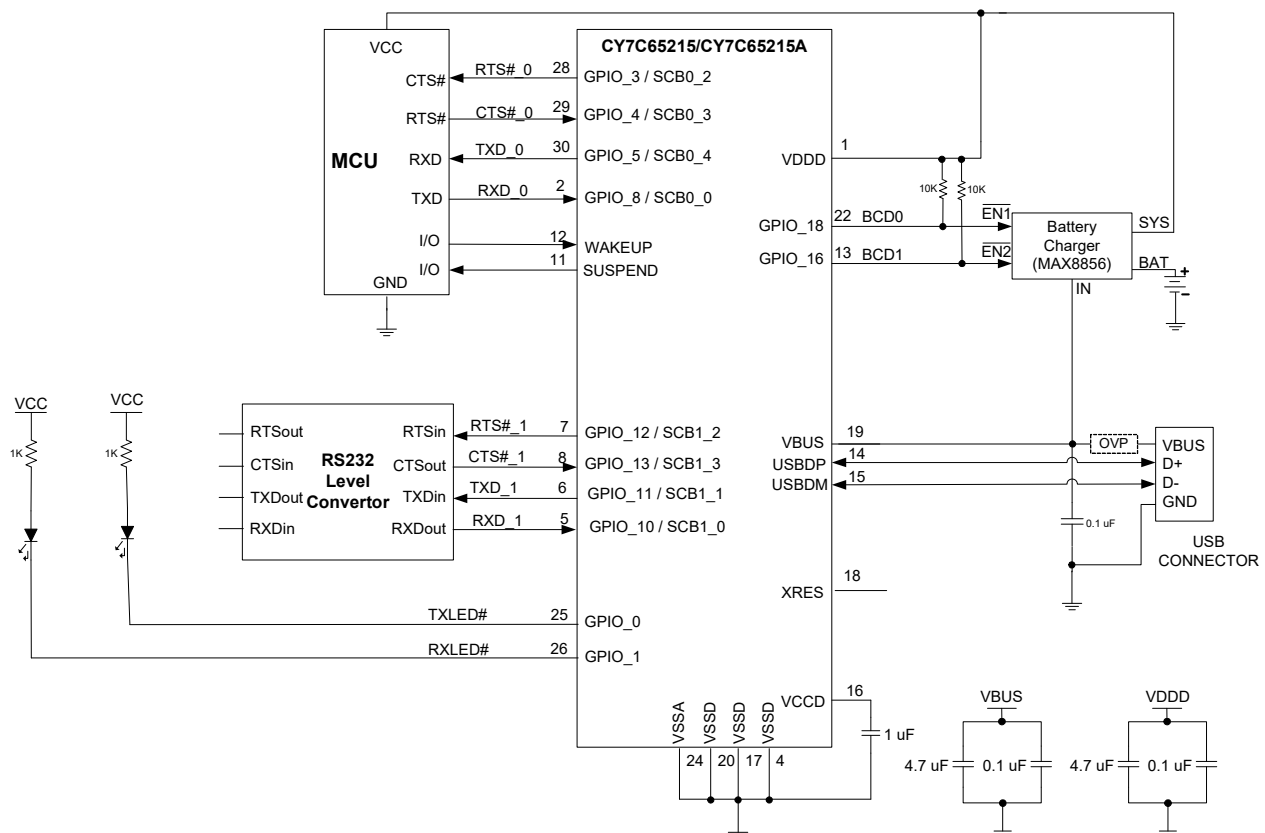 CY7C65215/CY7C65215A
VCC
CTS#
RTS#
MCU
RXD
TXD
I/O
I/O
GND
RTS#_0
28
GPIO_3 / SCB0_2
CTS#_0
29
GPIO_4 / SCB0_3
TXD_0
30
GPIO_5 / SCB0_4
RXD_0
2
GPIO_8 / SCB0_0
12
WAKEUP
11
SUSPEND
VDDD
1
10K
10K
GPIO_18
22
BCD0
EN1
GPIO_16
13
BCD1
EN2
Battery
Charger
(MAX8856)
SYS
BAT
+
-
IN
VCC
1K
VCC
1K
RTSout
CTSin
TXDout
RXDin
RS232
Level
Convertor
RTSin
CTSout
TXDin
RXDout
RTS#_1
7
GPIO_12 / SCB1_2
CTS#_1
8
GPIO_13 / SCB1_3
TXD_1
6
GPIO_11 / SCB1_1
RXD_1
5
GPIO_10 / SCB1_0
VBUS
19
USBDP
14
USBDM
15
OVP
VBUS
D+
D-
GND
0.1 uF
USB
CONNECTOR
XRES
18
TXLED#
25
GPIO_0
RXLED#
26
GPIO_1
VCCD
16
1 uF
VSSA
VSSD
VSSD
VSSD
24
20
17
4
VBUS
4.7 uF
0.1 uF
VDDD
4.7 uF
0.1 uF